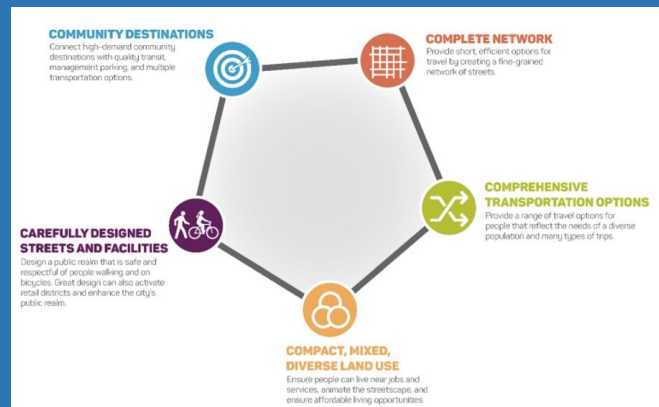 COMMUNITY DESTINATIONS
Connect high-demand community
destinations with quality transit,
management parking, and multiple
transportation options.
COMPLETE NETWORK
Provide short, efficient options for
travel by creating a fine-grained
network of streets.
COMPREHENSIVE
TRANSPORTATION OPTIONS
Provide a range of travel options for
people that reflect the needs of a diverse
population and many types of trips.
CAREFULLY DESIGNED
STREETS AND FACILITIES
Design a public realm that is safe and
respectful of people walking and on
bicycles. Great design can also activate
retail districts and enhance the city's
public realm.
COMPACT, MIXED,
DIVERSE LAND USE
Ensure people can live near jobs and
services, animate the streetscape, and
ensure affordable living opportunities.